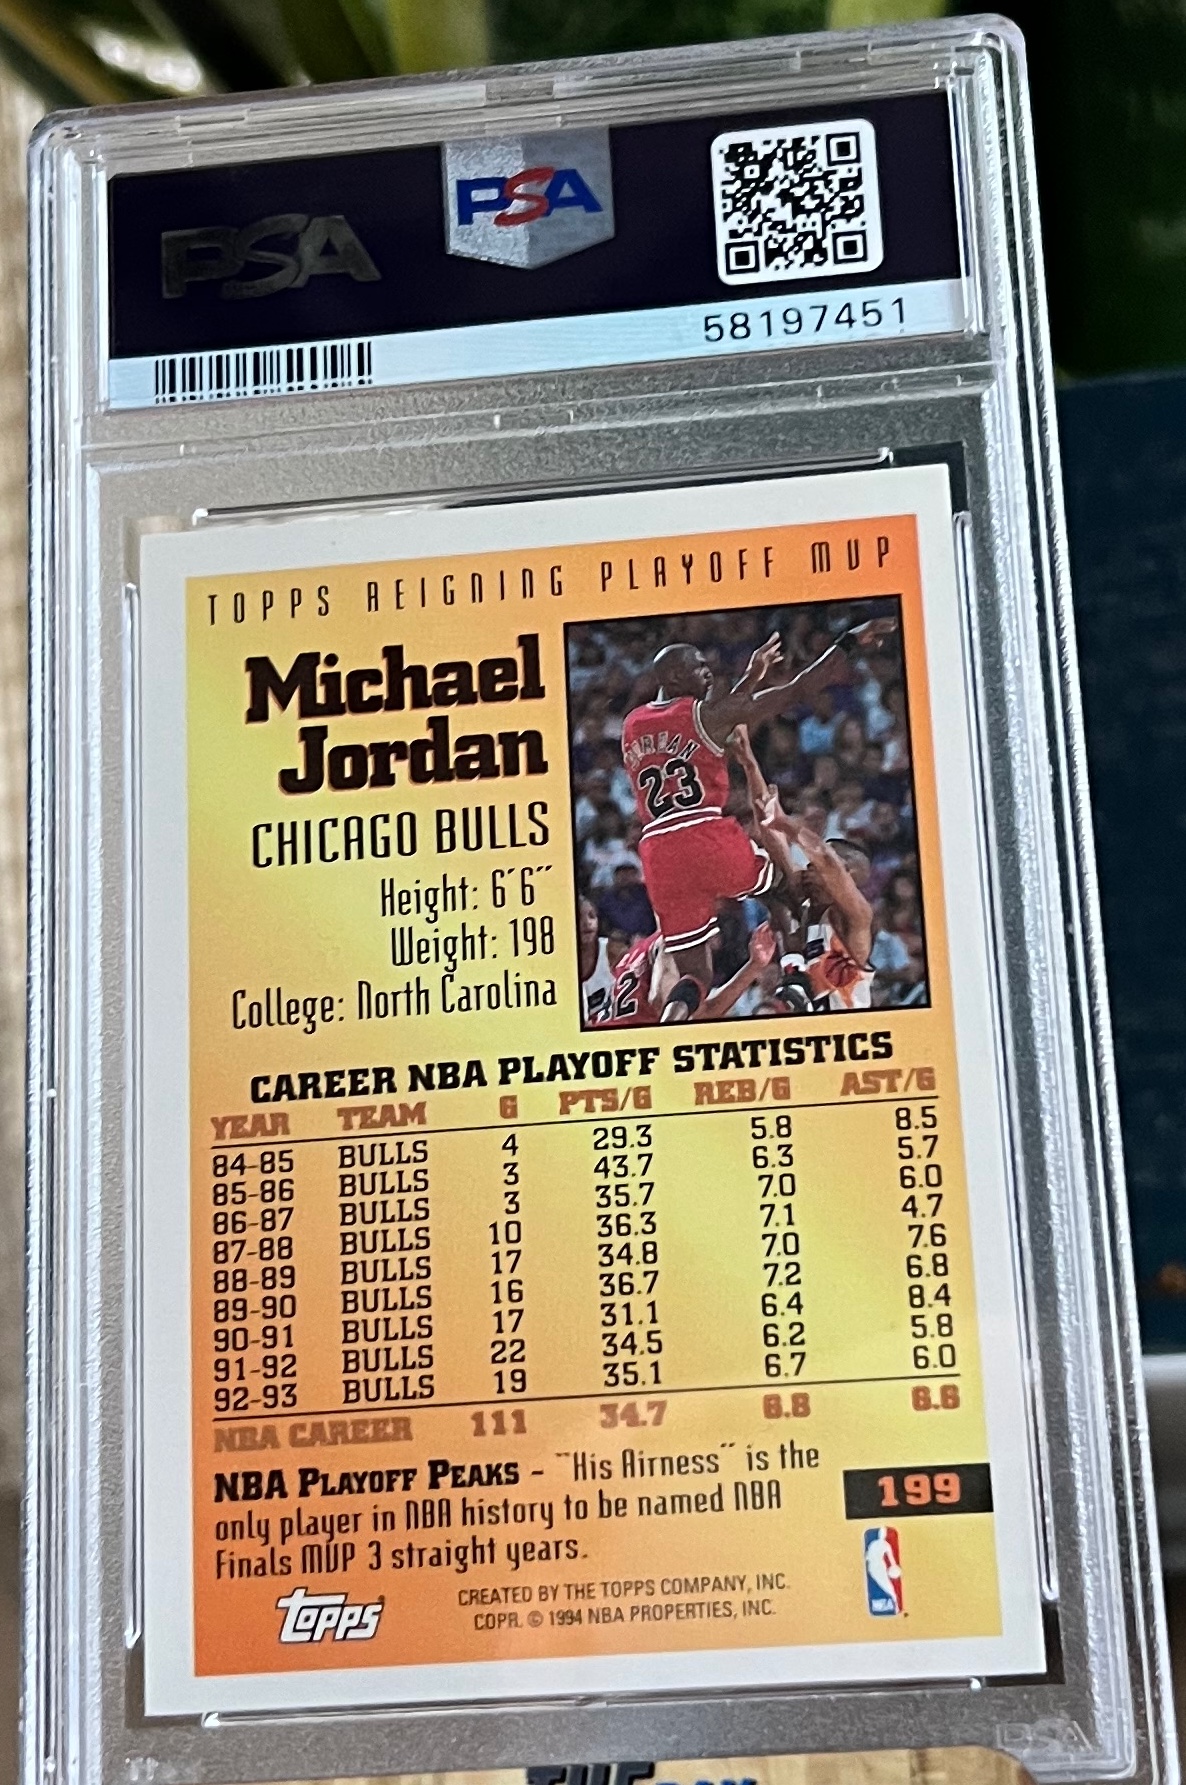 PSA
PSA
58197451
TOPPS REIGNING PLAYOFF MVP
Michael
Jordan
CHICAGO BULLS
Height: 6´6˝
Weight: 198
College: North Carolina
JORDAN
23
CAREER NBA PLAYOFF STATISTICS
YEAR TEAM G PTS/G REB/G AST/G
84-85 BULLS 4 29.3 5.8 8.5
85-86 BULLS 3 43.7 6.3 5.7
86-87 BULLS 3 35.7 7.0 6.0
87-88 BULLS 10 36.3 7.1 4.7
88-89 BULLS 17 34.8 7.0 7.6
89-90 BULLS 16 36.7 7.2 6.8
90-91 BULLS 17 31.1 6.4 8.4
91-92 BULLS 22 34.5 6.2 5.8
92-93 BULLS 19 35.1 6.7 6.0
NBA CAREER 111 34.7 6.8 6.6
NBA PLAYOFF PEAKS - "His Airness" is the
only player in NBA history to be named NBA
Finals MVP 3 straight years.
199
TOPPS
CREATED BY THE TOPPS COMPANY, INC.
COPR. © 1994 NBA PROPERTIES, INC.
NBA
PSA